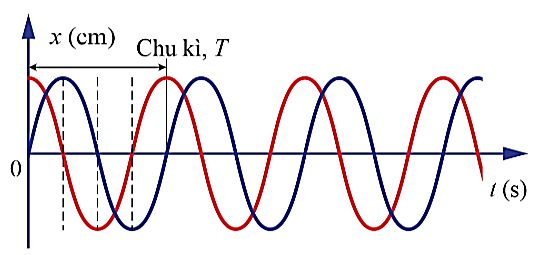 x (cm)
Chu kì, T
0
t (s)